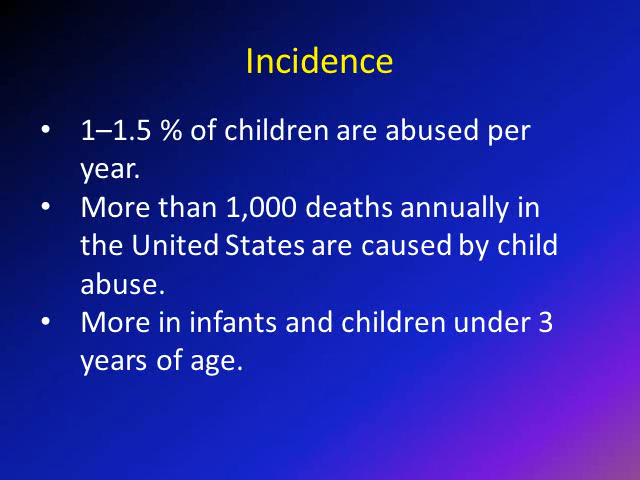 Incidence
• 1–1.5 % of children are abused per
year.
• More than 1,000 deaths annually in
the United States are caused by child
abuse.
• More in infants and children under 3
years of age.